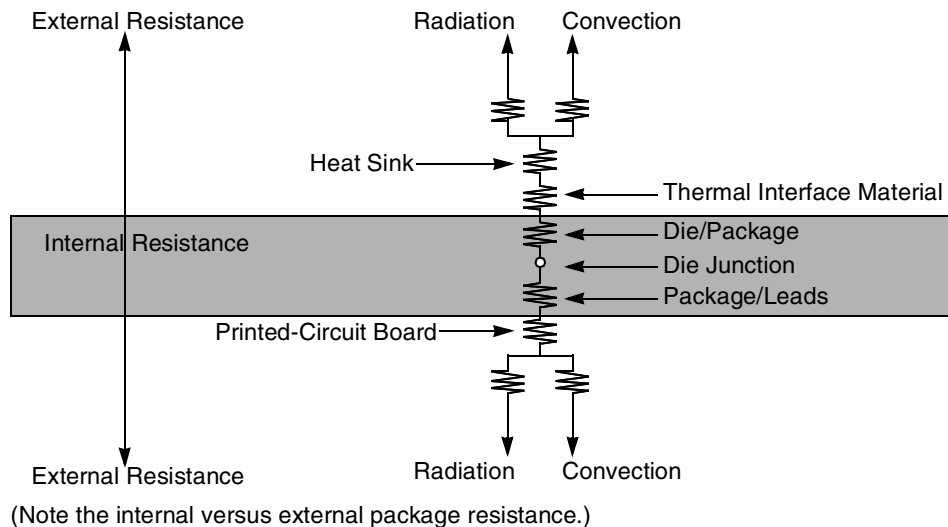 External Resistance
Radiation
Convection
Heat Sink
Thermal Interface Material
Internal Resistance
Die/Package
Die Junction
Package/Leads
Printed-Circuit Board
External Resistance
Radiation
Convection
(Note the internal versus external package resistance.)